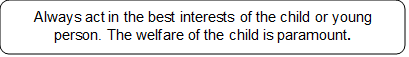 Always act in the best interests of the child or young
person. The welfare of the child is paramount.